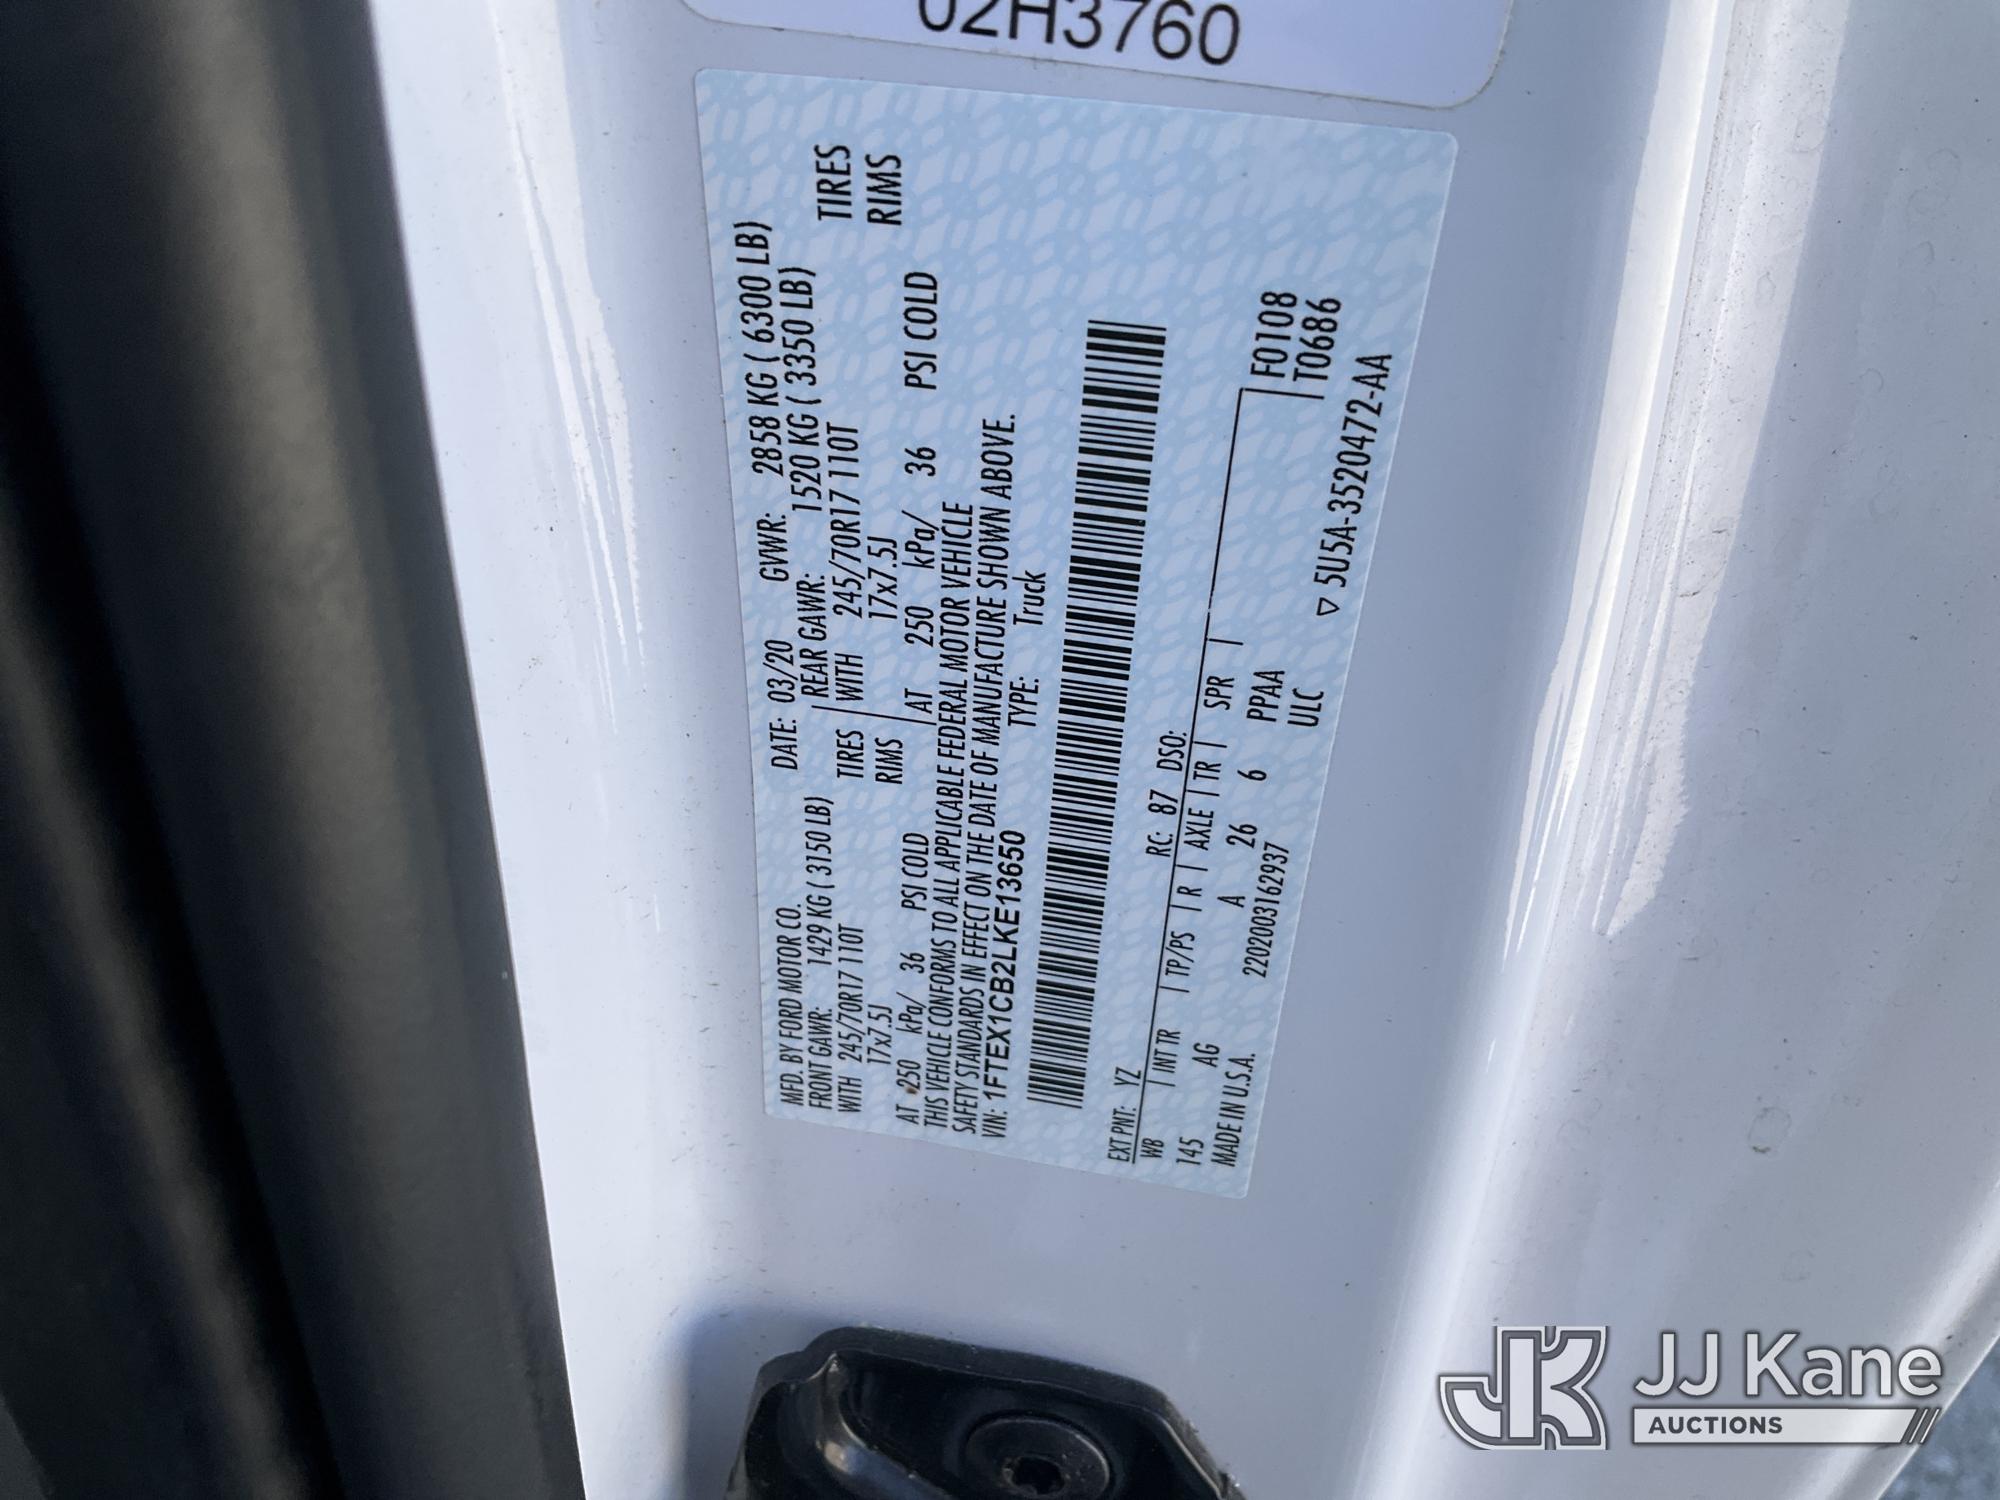 02H3760
MFD. BY FORD MOTOR CO.
DATE: 03/20 GVWR: 2858 KG ( 6300 LB)
FRONT GAWR: 1429 KG ( 3150 LB) REAR GAWR: 1520 KG ( 3350 LB)
WITH 245/70R17 110T TIRES WITH 245/70R17 110T TIRES
17x7.5J RIMS 17x7.5J RIMS
AT 250 kPa/ 36 PSI COLD AT 250 kPa/ 36 PSI COLD
THIS VEHICLE CONFORMS TO ALL APPLICABLE FEDERAL MOTOR VEHICLE
SAFETY STANDARDS IN EFFECT ON THE DATE OF MANUFACTURE SHOWN ABOVE.
VIN: 1FTEX1CB2LKE13650 TYPE: Truck
EXT PNT: YZ RC: 87 DSO:
WB INT TR TP/PS R AXLE TR SPR
145 AG A 26 6 PPAA F0108
MADE IN U.S.A. 220200316293​7 ULC T0686
▽ 5U5A-3520472-AA
JK JJ Kane
AUCTIONS